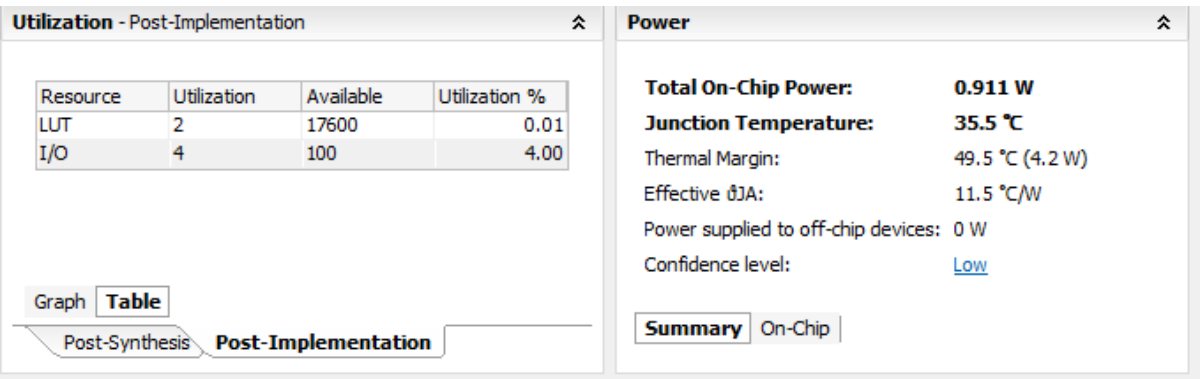 Utilization - Post-Implementation
Resource Utilization Available Utilization %
LUT 2 17600 0.01
I/O 4 100 4.00
Graph Table
Post-Synthesis Post-Implementation
Power
Total On-Chip Power: 0.911 W
Junction Temperature: 35.5 °C
Thermal Margin: 49.5 °C (4.2 W)
Effective ϑJA: 11.5 °C/W
Power supplied to off-chip devices: 0 W
Confidence level: Low
Summary On-Chip